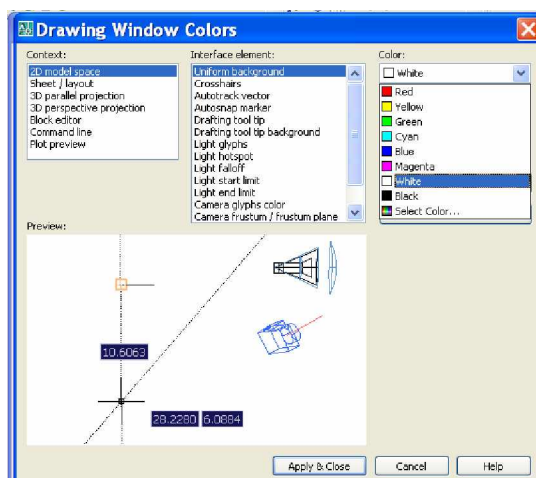 Drawing Window Colors
Context:
2D model space
Sheet / layout
3D parallel projection
3D perspective projection
Block editor
Command line
Plot preview
Interface element:
Uniform background
Crosshairs
Autotrack vector
Autosnap marker
Drafting tool tip
Drafting tool tip background
Light glyphs
Light hotspot
Light falloff
Light start limit
Light end limit
Camera glyphs color
Camera frustum / frustum plane
Color:
White
Red
Yellow
Green
Cyan
Blue
Magenta
White
Black
Select Color...
Preview:
10.6063
28.2280 6.0884
Apply & Close
Cancel
Help